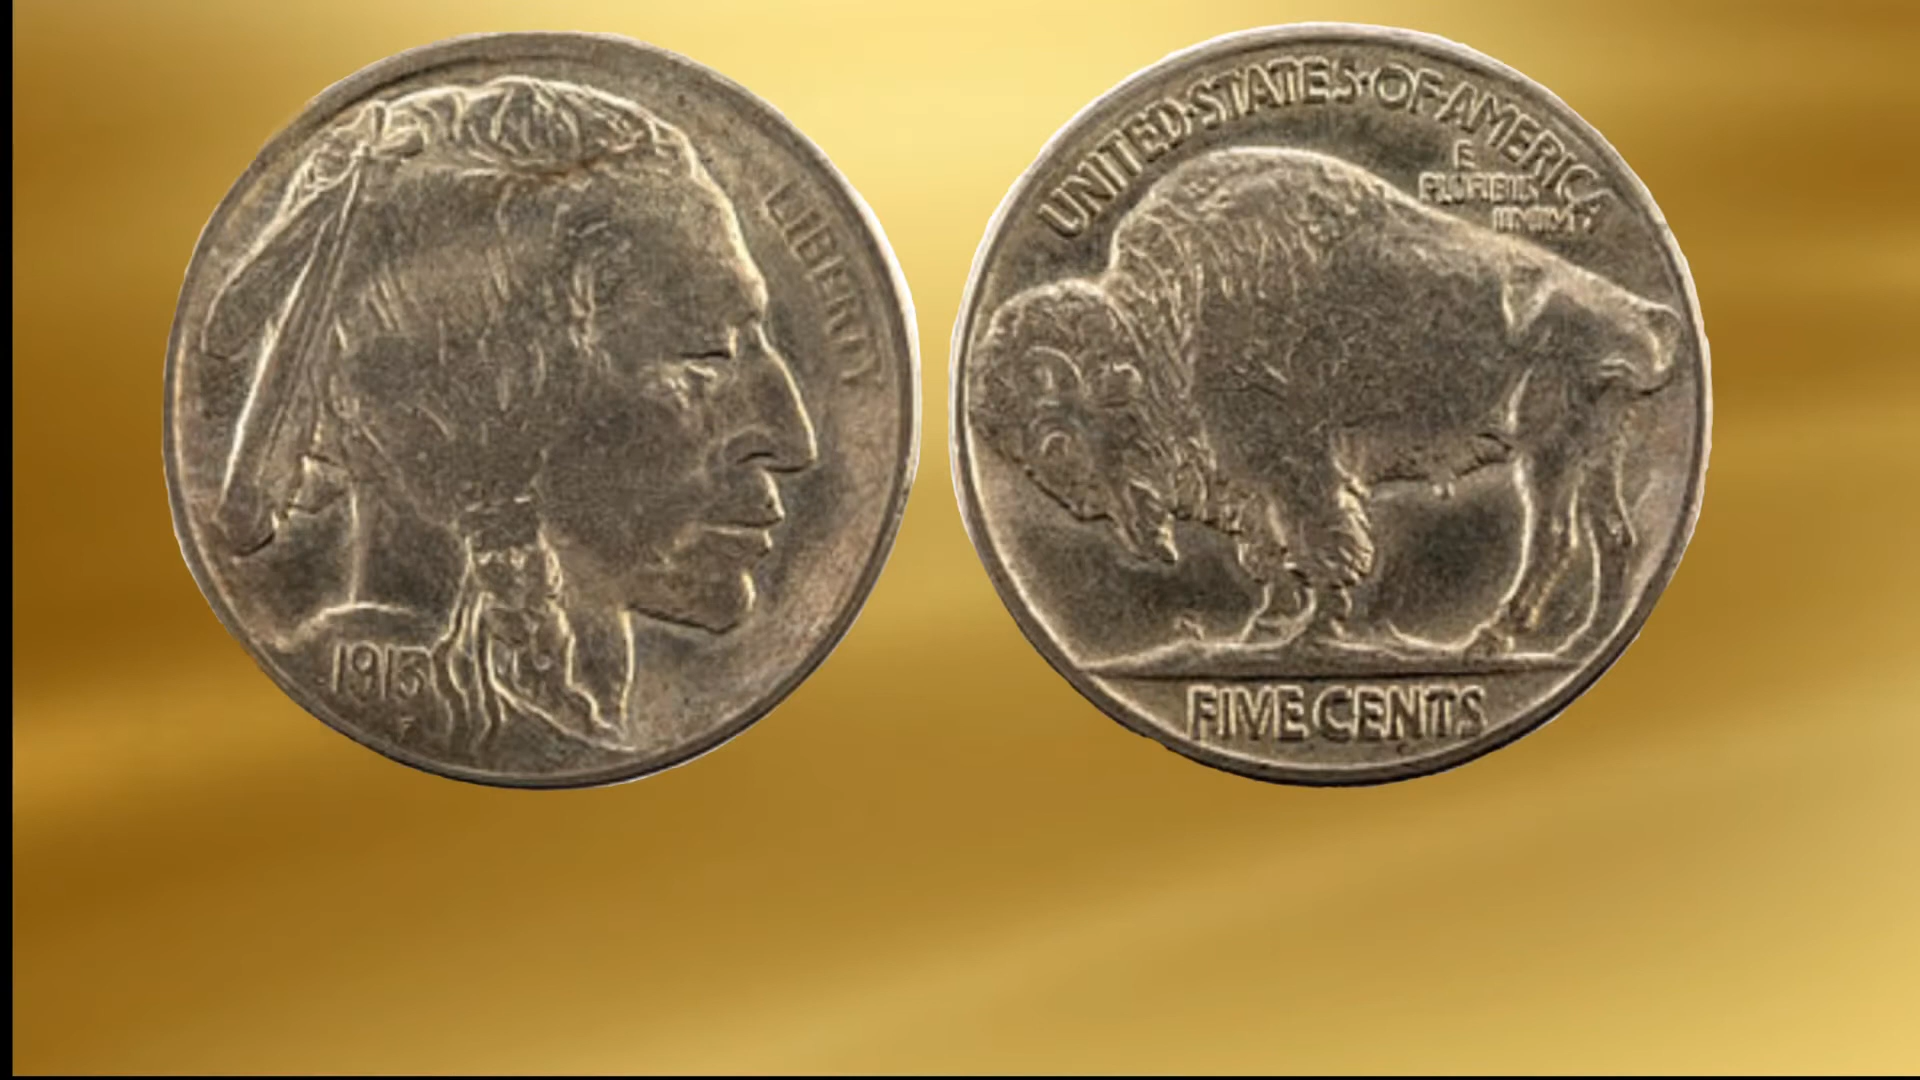 LIBERTY
1913
F
UNITED·STATES·OF·AMERICA
E
PLURIBUS
UNUM
FIVE CENTS